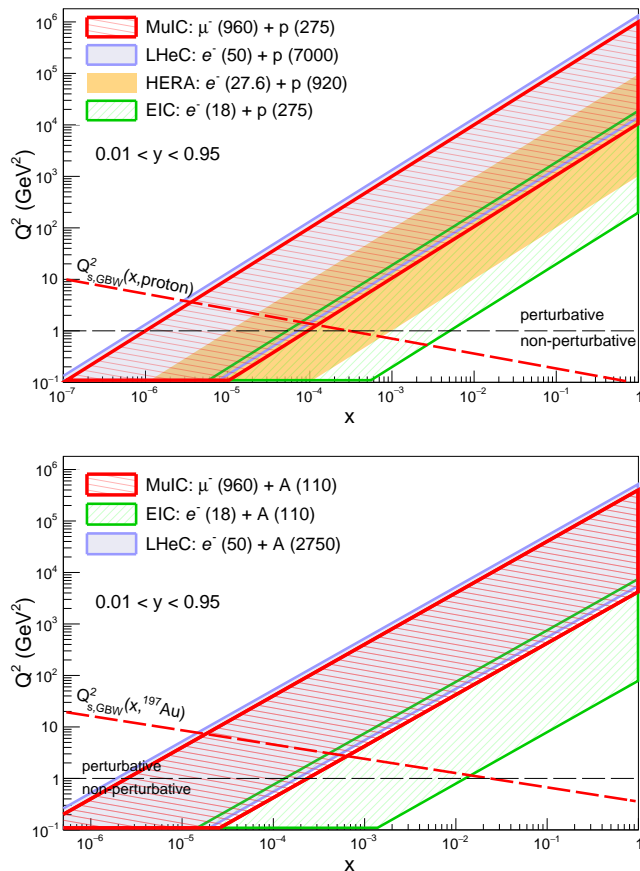 MuIC: μ⁻ (960) + p (275)
LHeC: e⁻ (50) + p (7000)
HERA: e⁻ (27.6) + p (920)
EIC: e⁻ (18) + p (275)
0.01 < y < 0.95
Q² (GeV²)
10⁶
10⁵
10⁴
10³
10²
10
1
10⁻¹
Q²s,GBW(x,proton)
perturbative
non-perturbative
10⁻⁷ 10⁻⁶ 10⁻⁵ 10⁻⁴ 10⁻³ 10⁻² 10⁻¹ 1
x
MuIC: μ⁻ (960) + A (110)
EIC: e⁻ (18) + A (110)
LHeC: e⁻ (50) + A (2750)
0.01 < y < 0.95
Q² (GeV²)
10⁶
10⁵
10⁴
10³
10²
10
1
10⁻¹
Q²s,GBW(x,¹⁹⁷Au)
perturbative
non-perturbative
10⁻⁶ 10⁻⁵ 10⁻⁴ 10⁻³ 10⁻² 10⁻¹ 1
x